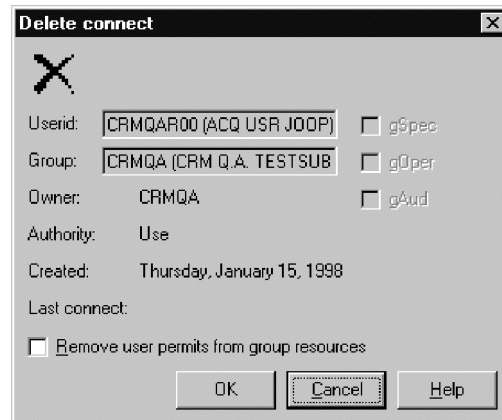 Delete connect
Userid: CRMQAR00 (ACQ USR JOOP) gSpec
Group: CRMQA (CRM Q.A. TESTSUB gOper
Owner: CRMQA gAud
Authority: Use
Created: Thursday, January 15, 1998
Last connect:
Remove user permits from group resources
OK Cancel Help